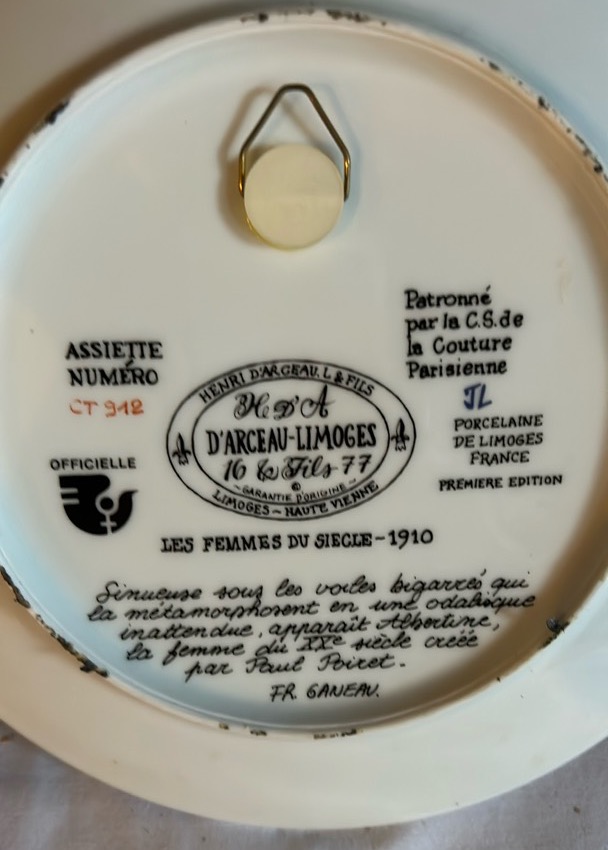 Patronné
par la C.S. de
la Couture
Parisienne
JL
PORCELAINE
DE LIMOGES
FRANCE
PREMIERE EDITION
ASSIETTE
NUMÉRO
CT 912
OFFICIELLE
HENRI D'ARCEAU. L & FILS
H D'A
D'ARCEAU-LIMOGES
16 & Fils 77
©
~GARANTIE D'ORIGINE~
LIMOGES - HAUTE VIENNE
LES FEMMES DU SIECLE - 1910
Sinueuse sous les voiles bigarrés qui
la métamorphosent en une odalisque
inattendue, apparaît Albertine,
la femme du XXe siècle créée
par Paul Poiret.
FR. GANEAU.